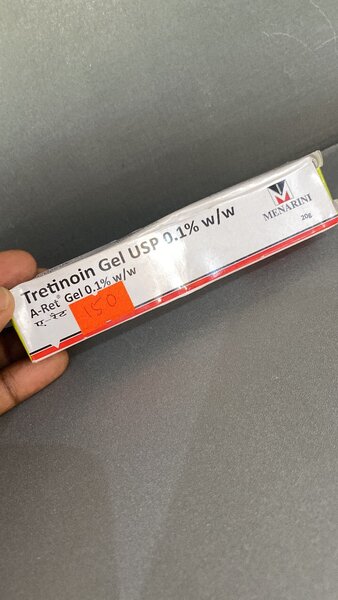 Tretinoin Gel USP 0.1% w/w
A-Ret® Gel 0.1% w/w
ए-रेट
150
MENARINI
20g